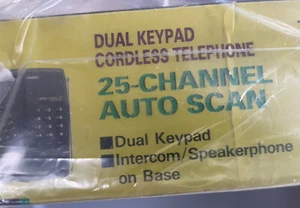 DUAL KEYPAD
CORDLESS TELEPHONE
25-CHANNEL
AUTO SCAN
Dual Keypad
Intercom/Speakerphone
on Base